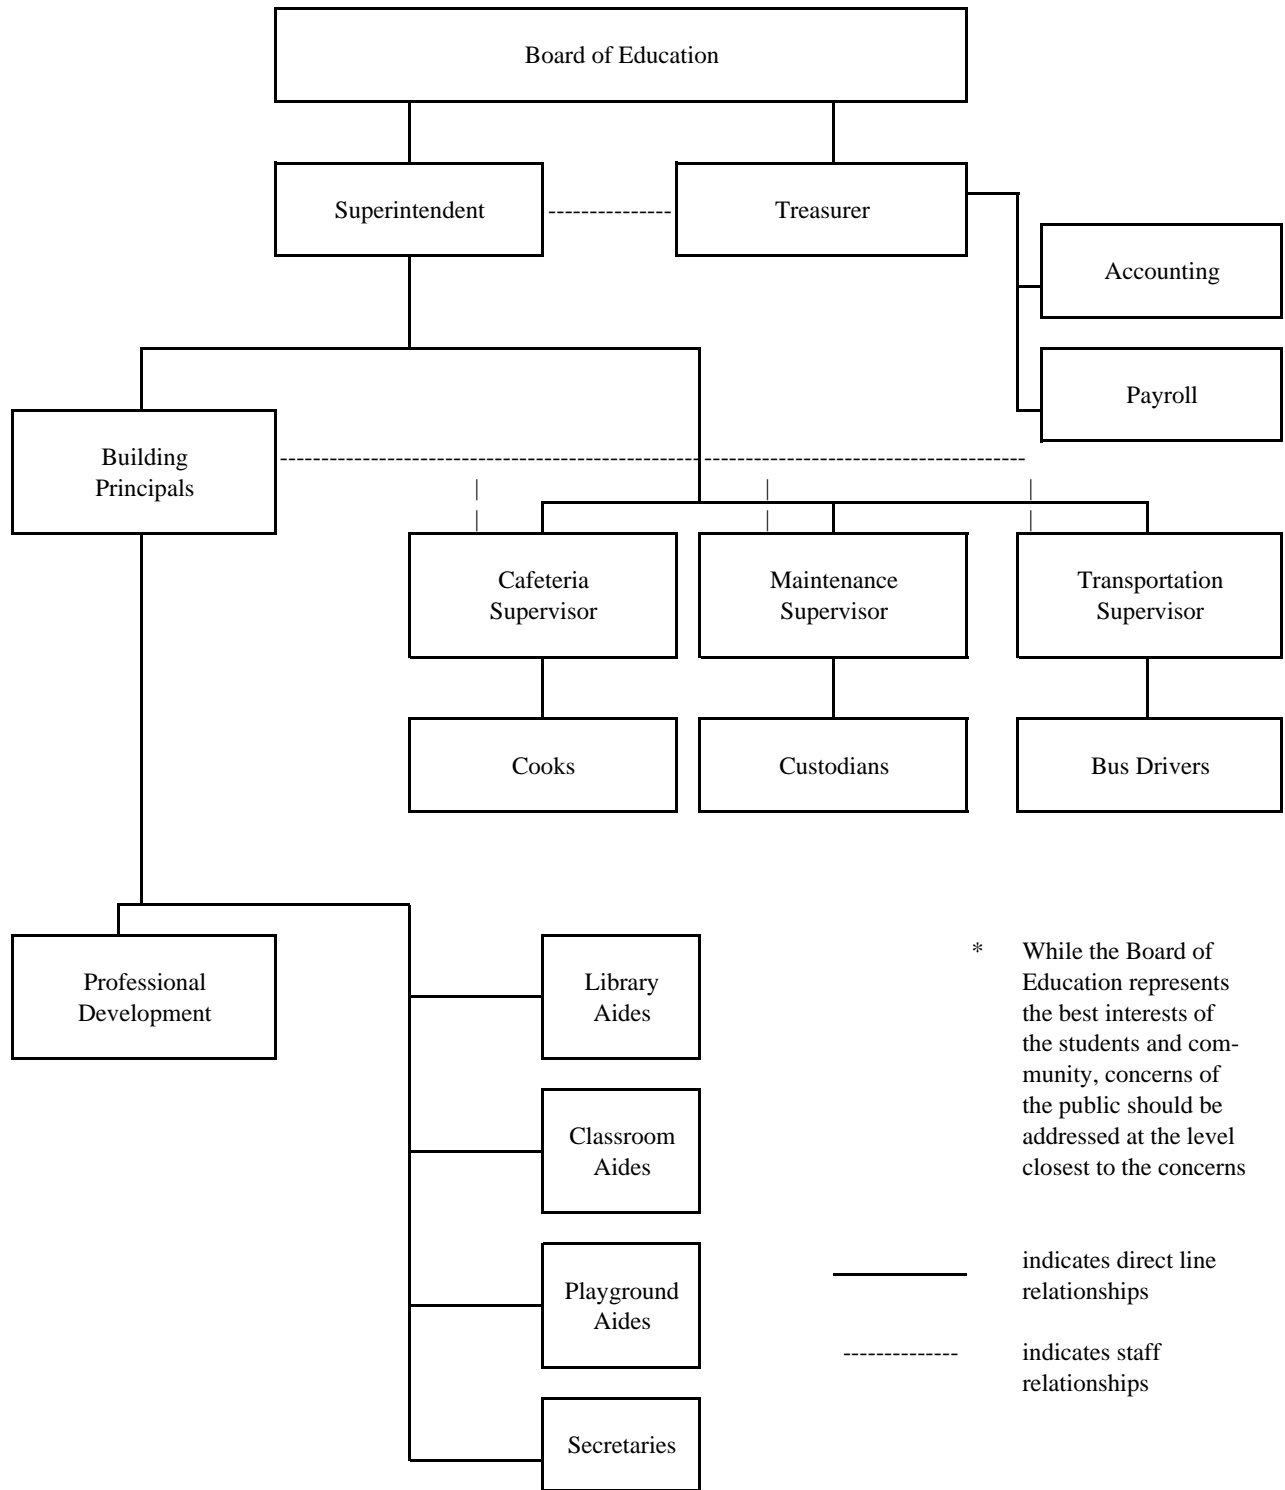 Board of Education
Superintendent
Treasurer
Accounting
Payroll
Building
Principals
Cafeteria
Supervisor
Maintenance
Supervisor
Transportation
Supervisor
Cooks
Custodians
Bus Drivers
Professional
Development
Library
Aides
Classroom
Aides
Playground
Aides
Secretaries
* While the Board of
Education represents
the best interests of
the students and com-
munity, concerns of
the public should be
addressed at the level
closest to the concerns
indicates direct line
relationships
indicates staff
relationships